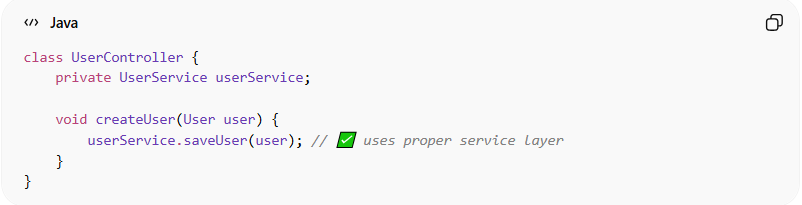 </> Java
class UserController {
    private UserService userService;

    void createUser(User user) {
        userService.saveUser(user); // ✅ uses proper service layer
    }
}